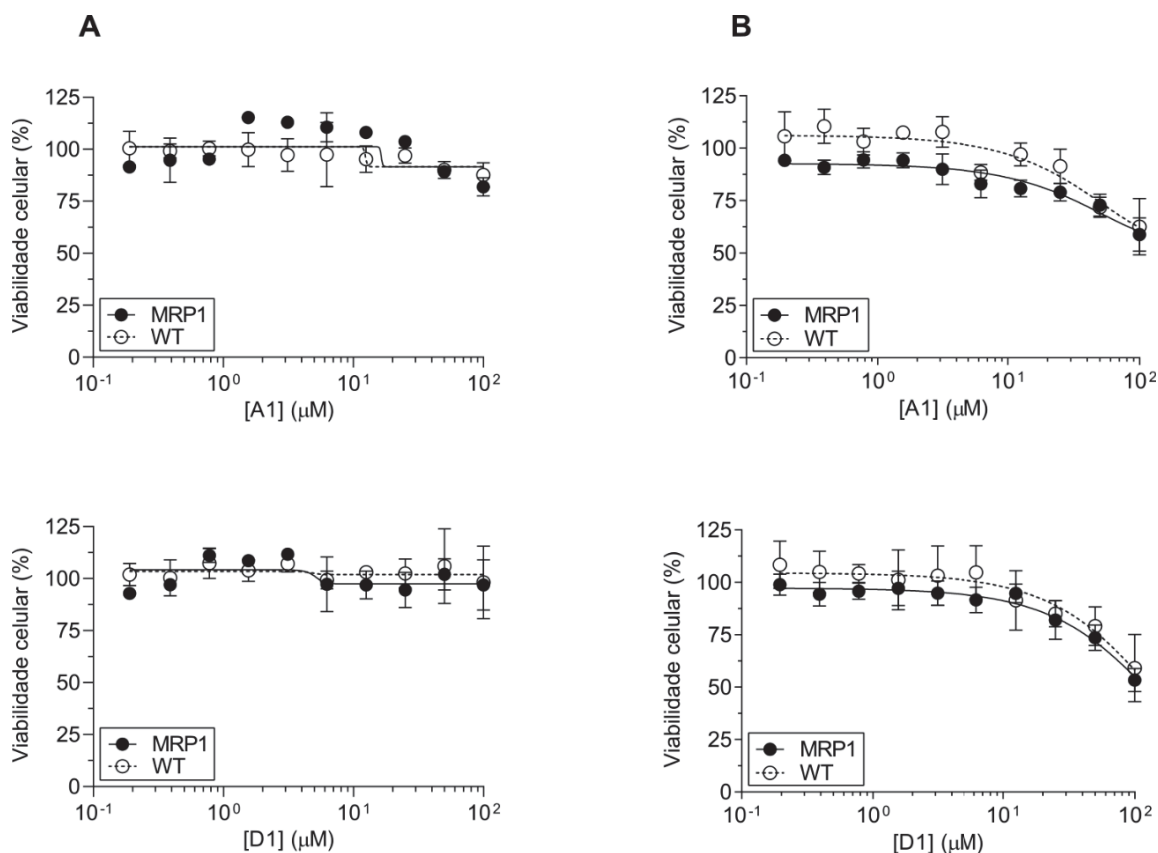 A
B
Viabilidade celular (%)
125
100
75
50
25
0
MRP1
WT
10⁻¹ 10⁰ 10¹ 10²
[A1] (μM)
Viabilidade celular (%)
125
100
75
50
25
0
MRP1
WT
10⁻¹ 10⁰ 10¹ 10²
[A1] (μM)
Viabilidade celular (%)
125
100
75
50
25
0
MRP1
WT
10⁻¹ 10⁰ 10¹ 10²
[D1] (μM)
Viabilidade celular (%)
125
100
75
50
25
0
MRP1
WT
10⁻¹ 10⁰ 10¹ 10²
[D1] (μM)